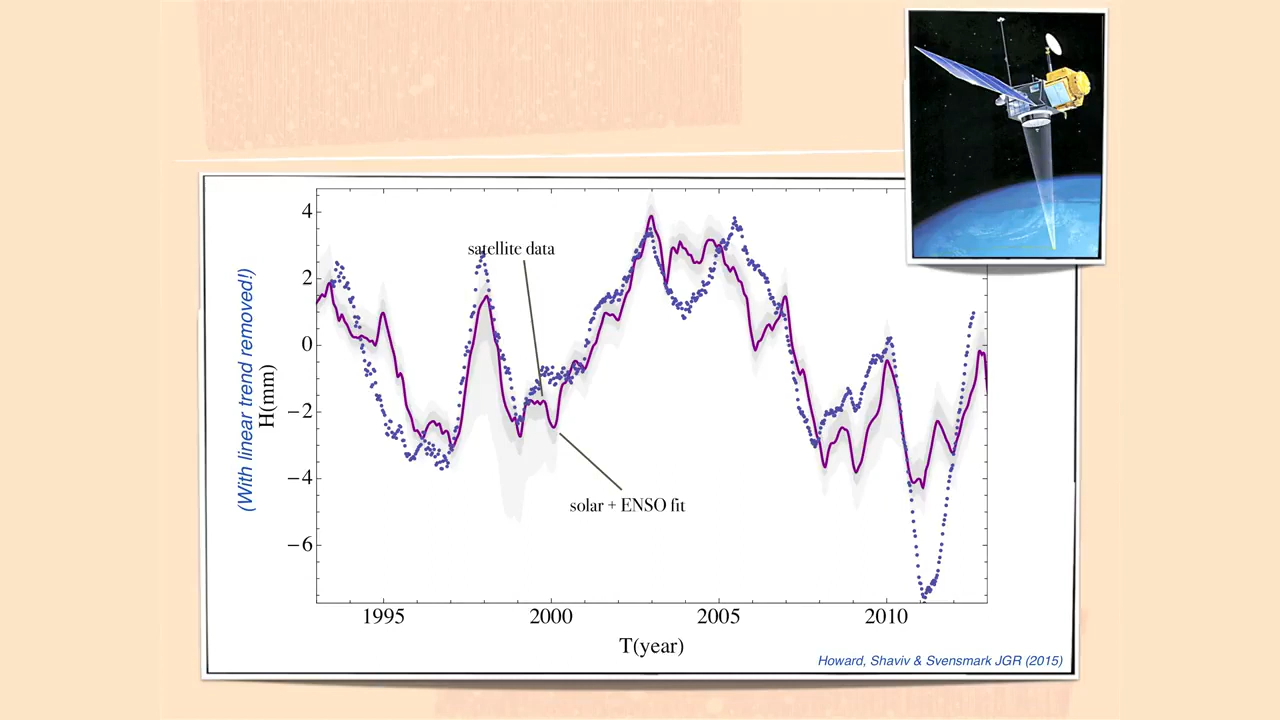 satellite data
solar + ENSO fit
(With linear trend removed!)
H(mm)
4
2
0
−2
−4
−6
1995 2000 2005 2010
T(year)
Howard, Shaviv & Svensmark JGR (2015)